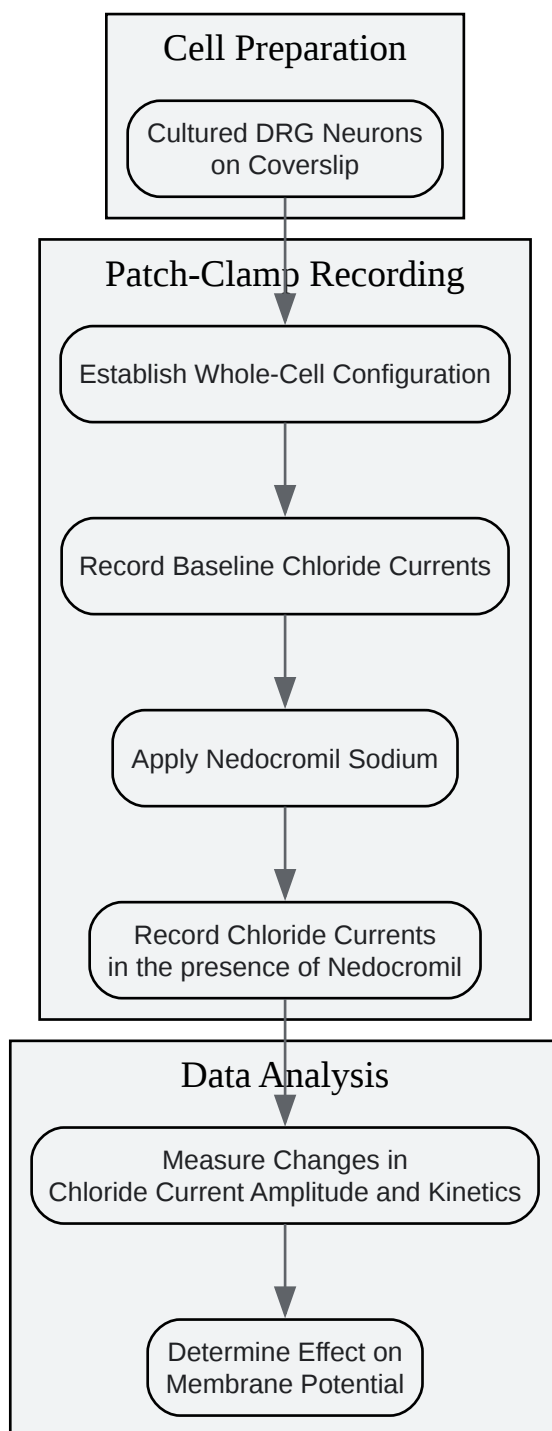 Cell Preparation
Cultured DRG Neurons
on Coverslip
Patch-Clamp Recording
Establish Whole-Cell Configuration
Record Baseline Chloride Currents
Apply Nedocromil Sodium
Record Chloride Currents
in the presence of Nedocromil
Data Analysis
Measure Changes in
Chloride Current Amplitude and Kinetics
Determine Effect on
Membrane Potential